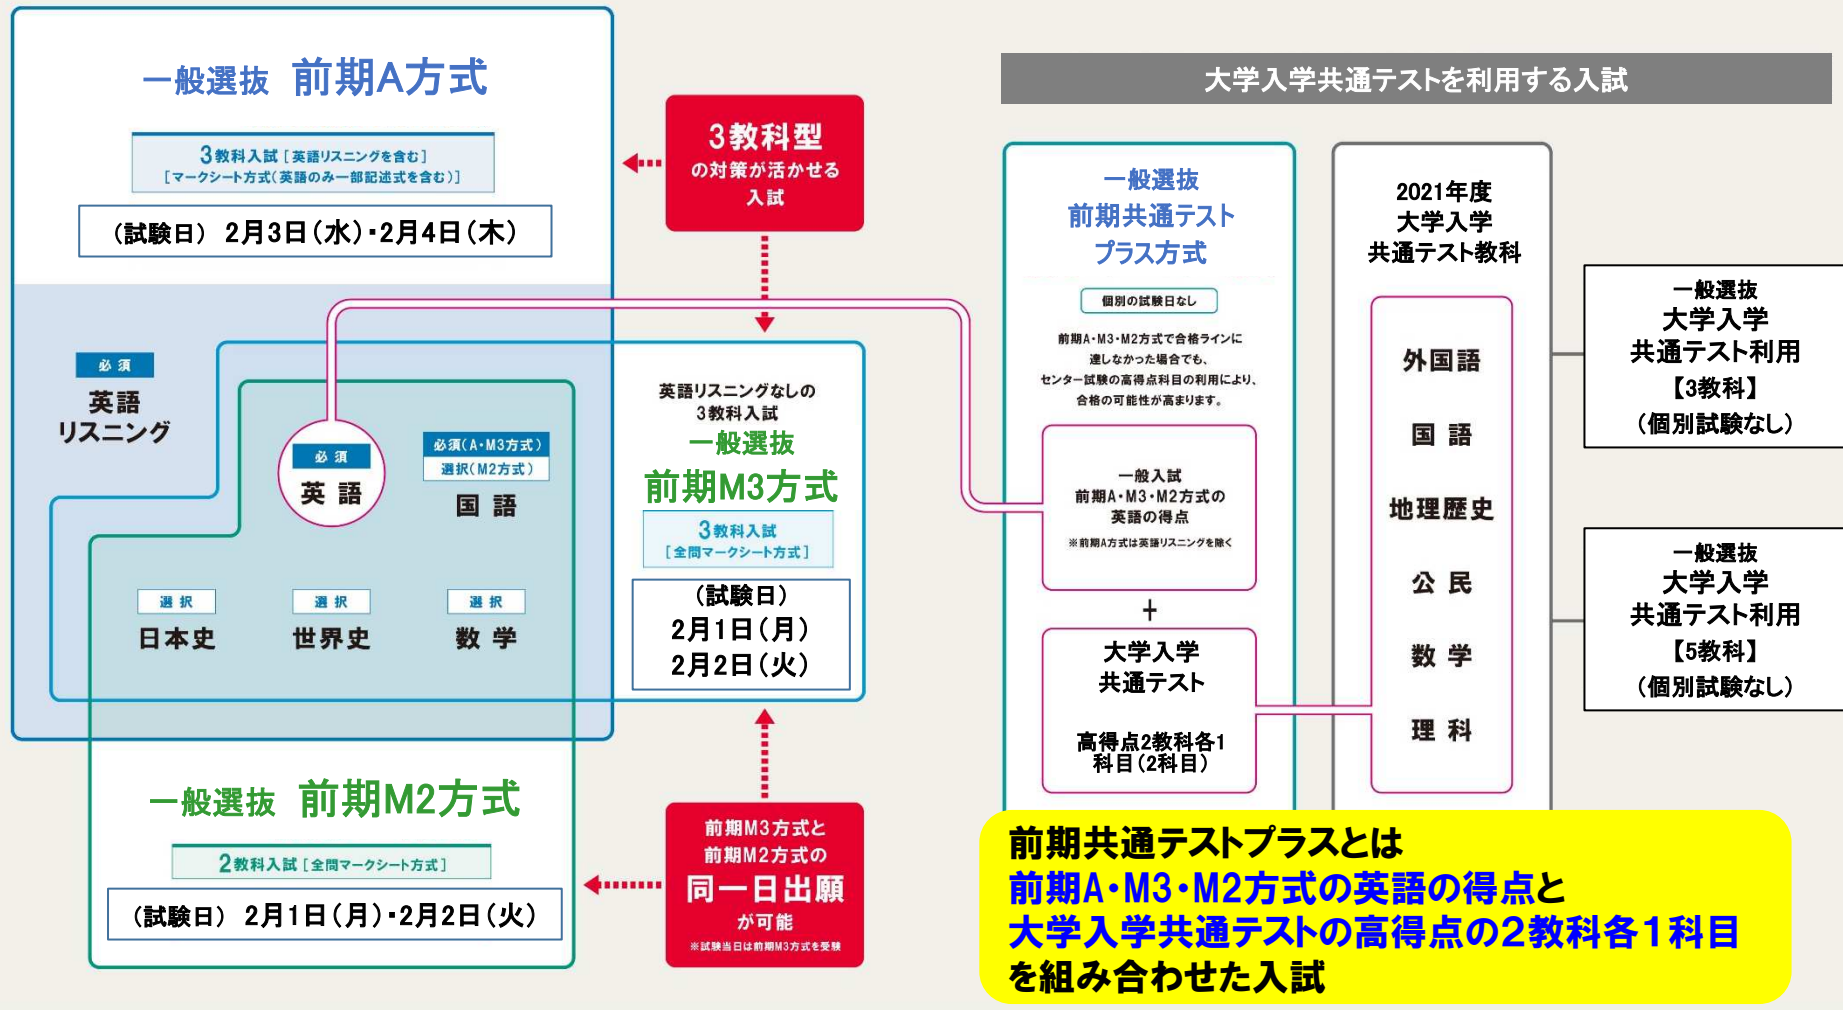 一般選抜 前期A方式
3教科入試［英語リスニングを含む］
［マークシート方式（英語のみ一部記述式を含む）］
（試験日） 2月3日（水）・2月4日（木）
3教科型
の対策が活かせる
入試
必須
英語
リスニング
必須
英語
必須（A・M3方式）
選択（M2方式）
国語
選択
日本史
選択
世界史
選択
数学
英語リスニングなしの
3教科入試
一般選抜
前期M3方式
3教科入試
［全問マークシート方式］
（試験日）
2月1日（月）
2月2日（火）
一般選抜 前期M2方式
2教科入試［全問マークシート方式］
（試験日） 2月1日（月）・2月2日（火）
前期M3方式と
前期M2方式の
同一日出願
が可能
※試験当日は前期M3方式を受験
大学入学共通テストを利用する入試
一般選抜
前期共通テスト
プラス方式
個別の試験日なし
前期A・M3・M2方式で合格ラインに
達しなかった場合でも、
センター試験の高得点科目の利用により、
合格の可能性が高まります。
一般入試
前期A・M3・M2方式の
英語の得点
※前期A方式は英語リスニングを除く
+
大学入学
共通テスト
高得点2教科各1
科目（2科目）
2021年度
大学入学
共通テスト教科
外国語
国語
地理歴史
公民
数学
理科
一般選抜
大学入学
共通テスト利用
【3教科】
（個別試験なし）
一般選抜
大学入学
共通テスト利用
【5教科】
（個別試験なし）
前期共通テストプラスとは
前期A・M3・M2方式の英語の得点と
大学入学共通テストの高得点の２教科各１科目
を組み合わせた入試